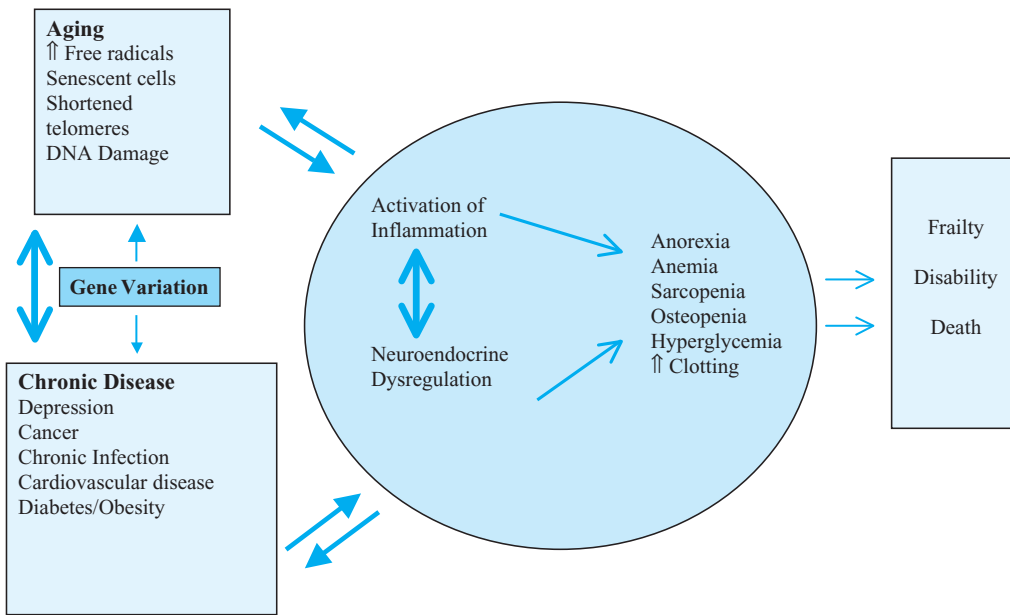 Aging
⇑ Free radicals
Senescent cells
Shortened
telomeres
DNA Damage
Gene Variation
Chronic Disease
Depression
Cancer
Chronic Infection
Cardiovascular disease
Diabetes/Obesity
Activation of
Inflammation
Neuroendocrine
Dysregulation
Anorexia
Anemia
Sarcopenia
Osteopenia
Hyperglycemia
⇑ Clotting
Frailty
Disability
Death